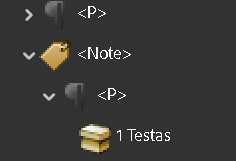 <P>
<Note>
<P>
1 Testas